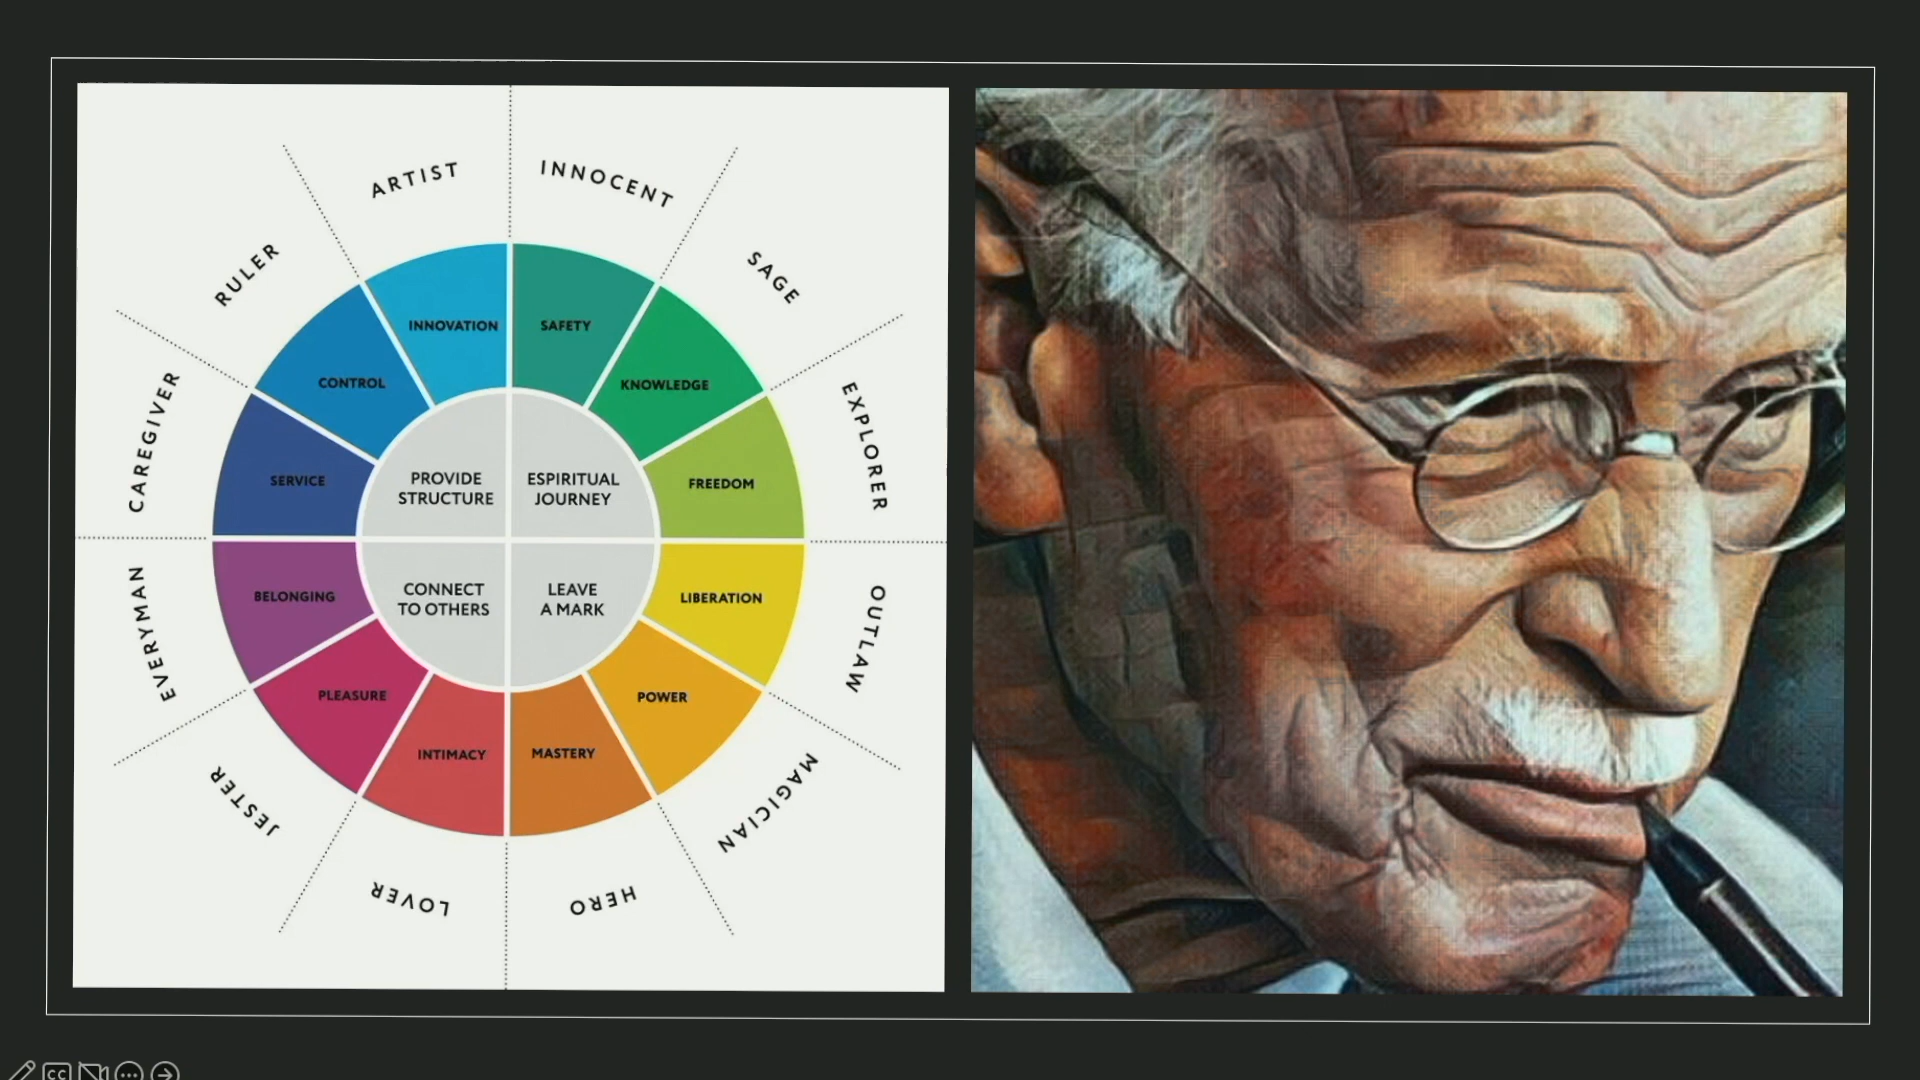 ARTIST
INNOCENT
SAGE
EXPLORER
OUTLAW
MAGICIAN
HERO
LOVER
JESTER
EVERYMAN
CAREGIVER
RULER
INNOVATION
SAFETY
KNOWLEDGE
FREEDOM
LIBERATION
POWER
MASTERY
INTIMACY
PLEASURE
BELONGING
SERVICE
CONTROL
PROVIDE
STRUCTURE
ESPIRITUAL
JOURNEY
CONNECT
TO OTHERS
LEAVE
A MARK
CC